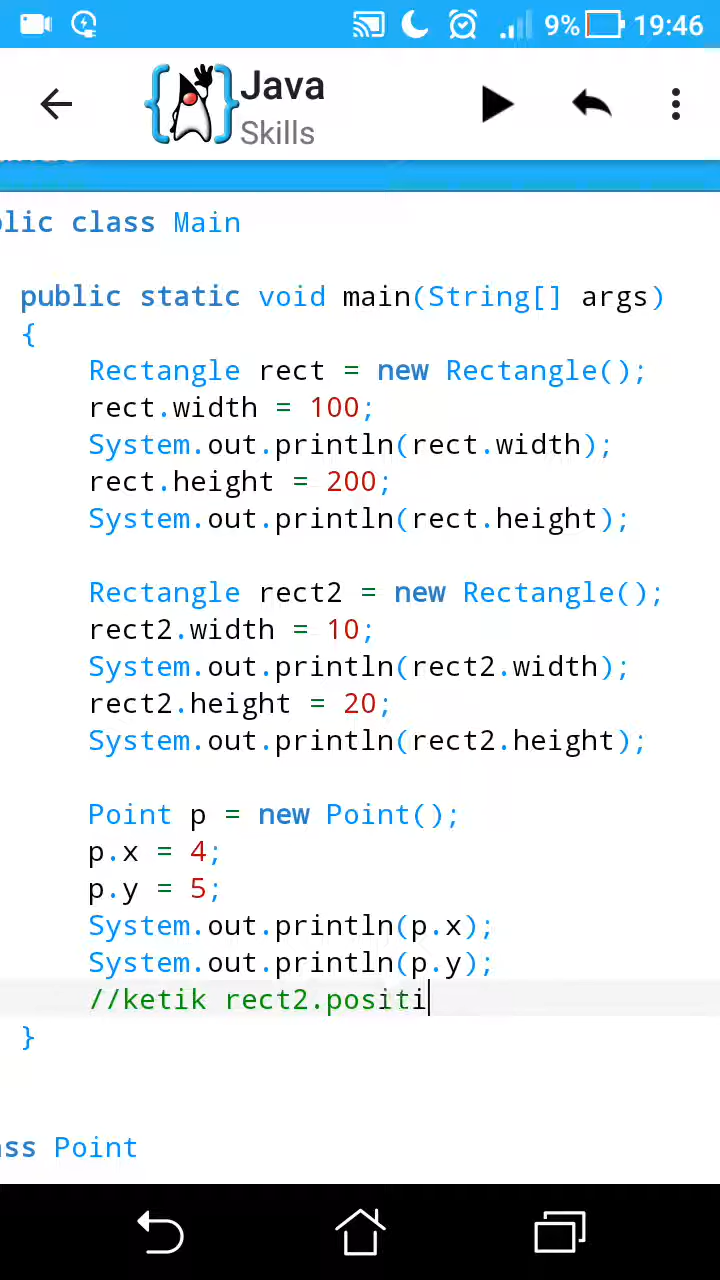 9% 19:46
Java
Skills
lic class Main
public static void main(String[] args)
{
Rectangle rect = new Rectangle();
rect.width = 100;
System.out.println(rect.width);
rect.height = 200;
System.out.println(rect.height);
Rectangle rect2 = new Rectangle();
rect2.width = 10;
System.out.println(rect2.width);
rect2.height = 20;
System.out.println(rect2.height);
Point p = new Point();
p.x = 4;
p.y = 5;
System.out.println(p.x);
System.out.println(p.y);
//ketik rect2.positi
}
ss Point